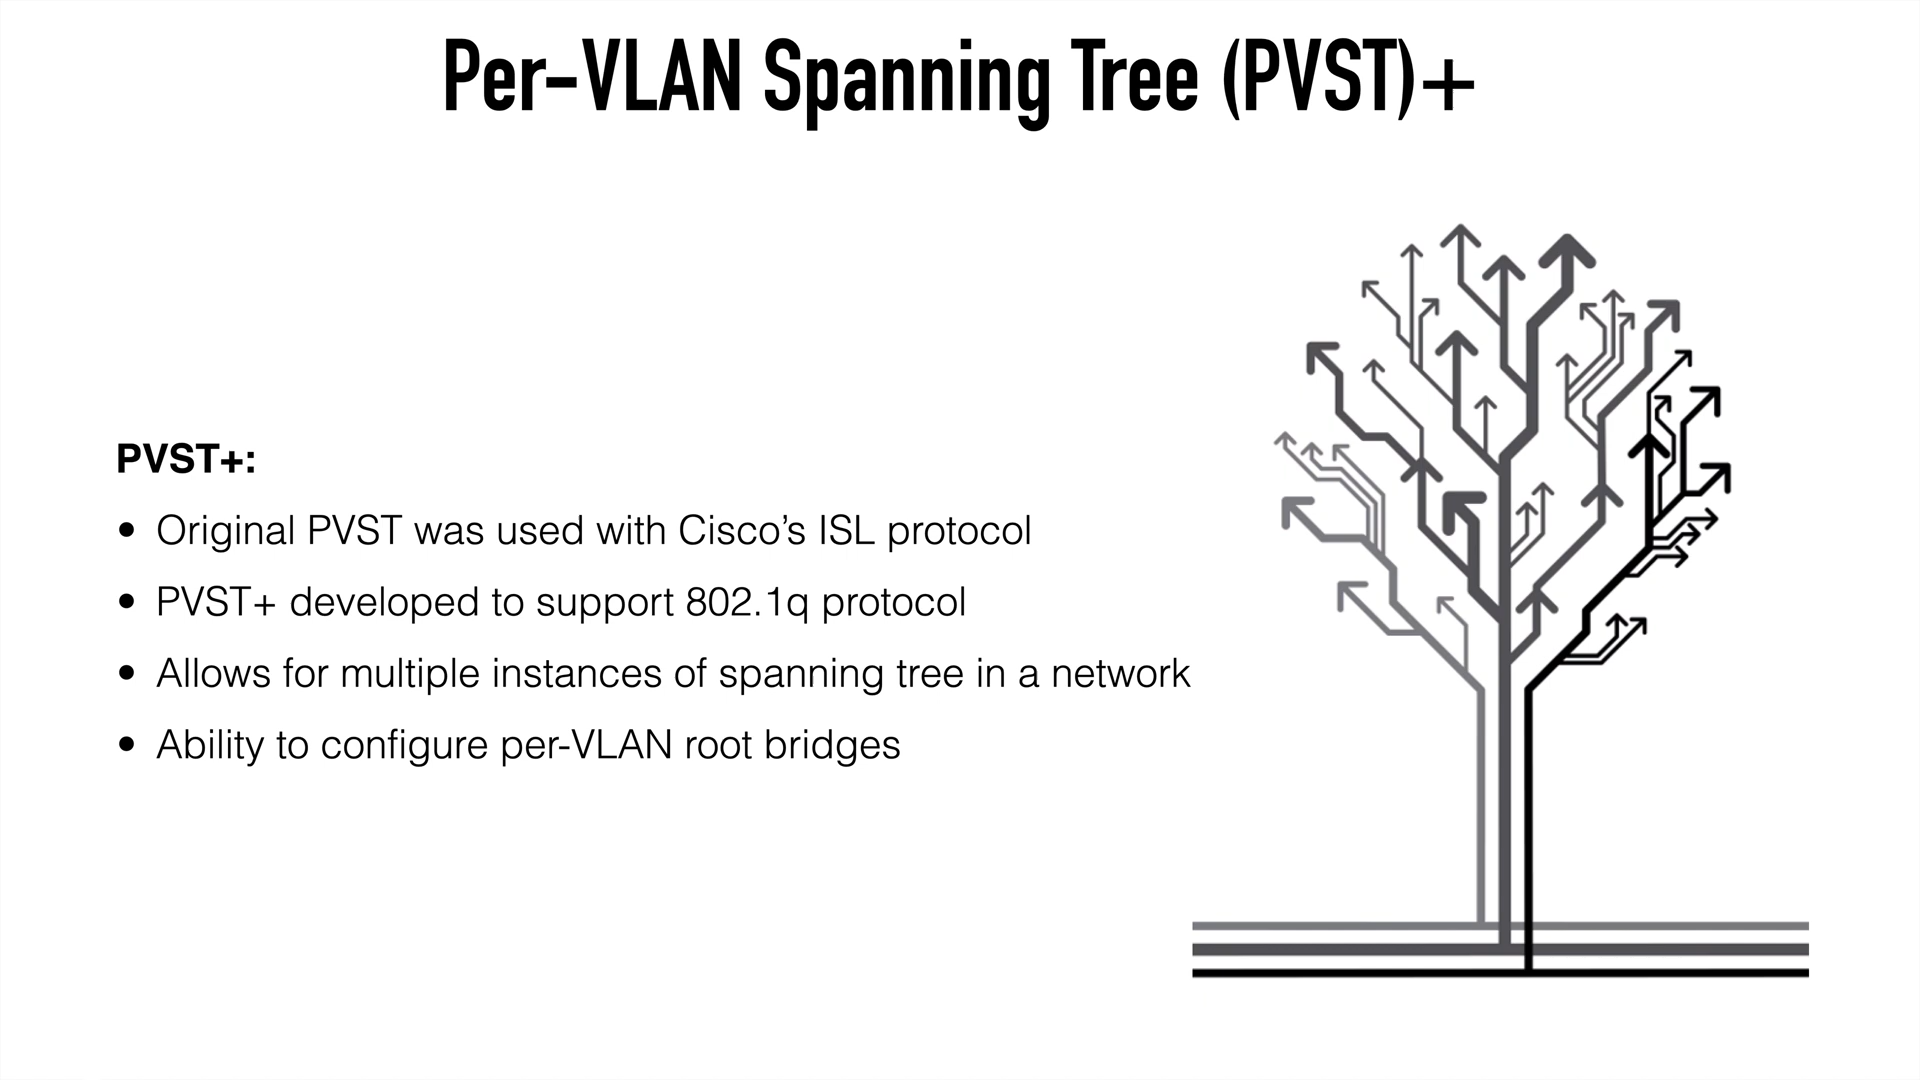 Per-VLAN Spanning Tree (PVST)+
PVST+:
• Original PVST was used with Cisco’s ISL protocol
• PVST+ developed to support 802.1q protocol
• Allows for multiple instances of spanning tree in a network
• Ability to configure per-VLAN root bridges